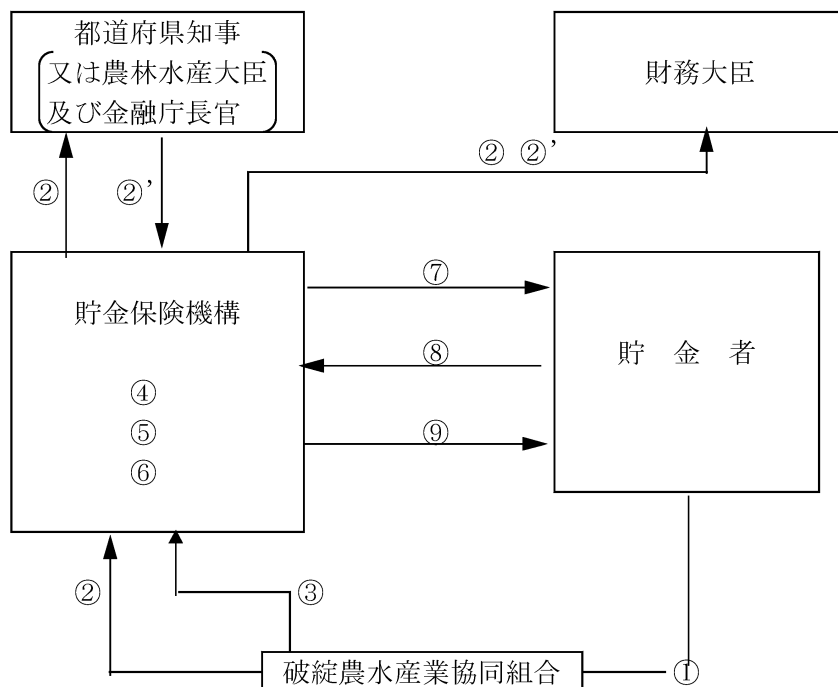 都道府県知事
又は農林水産大臣
及び金融庁長官
財務大臣
② ②’
②
②’
⑦
貯金保険機構
⑧
貯 金 者
④
⑤
⑨
⑥
②
③
破綻農水産業協同組合
①